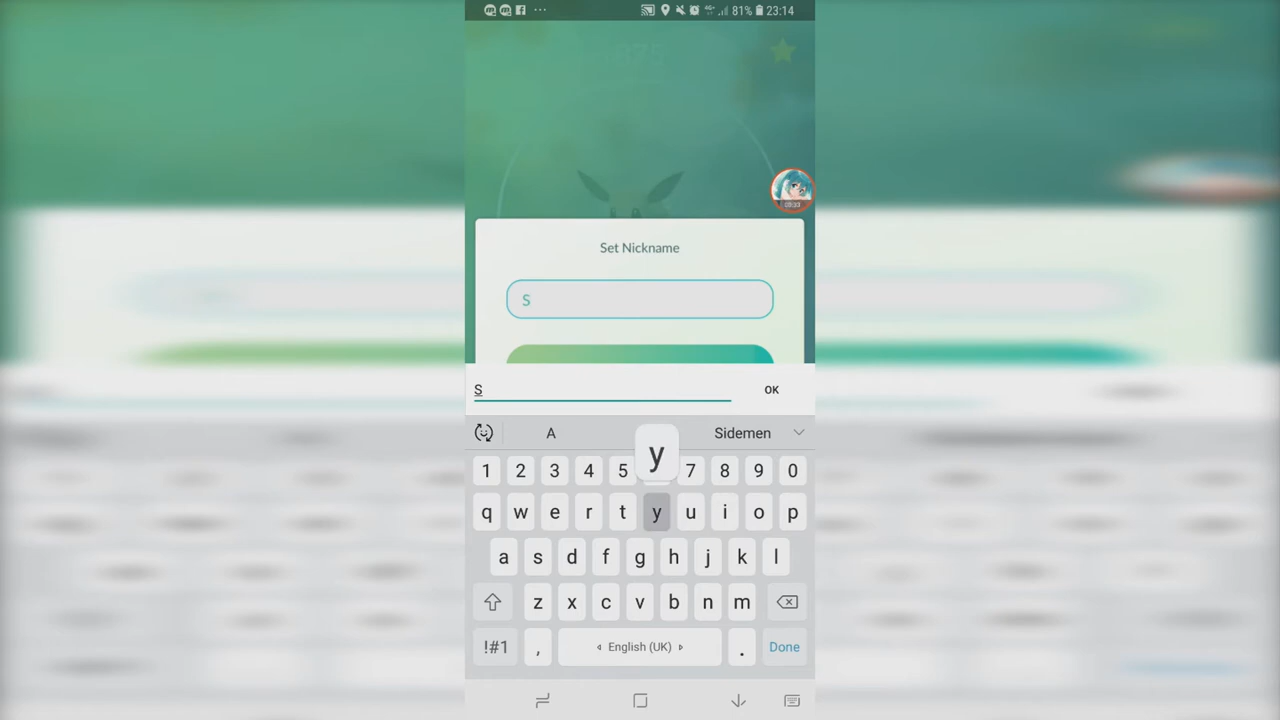 81% 23:14
Set Nickname
S
S OK
A Sidemen
y
1 2 3 4 5 7 8 9 0
q w e r t y u i o p
a s d f g h j k l
z x c v b n m
!#1 , English (UK) . Done